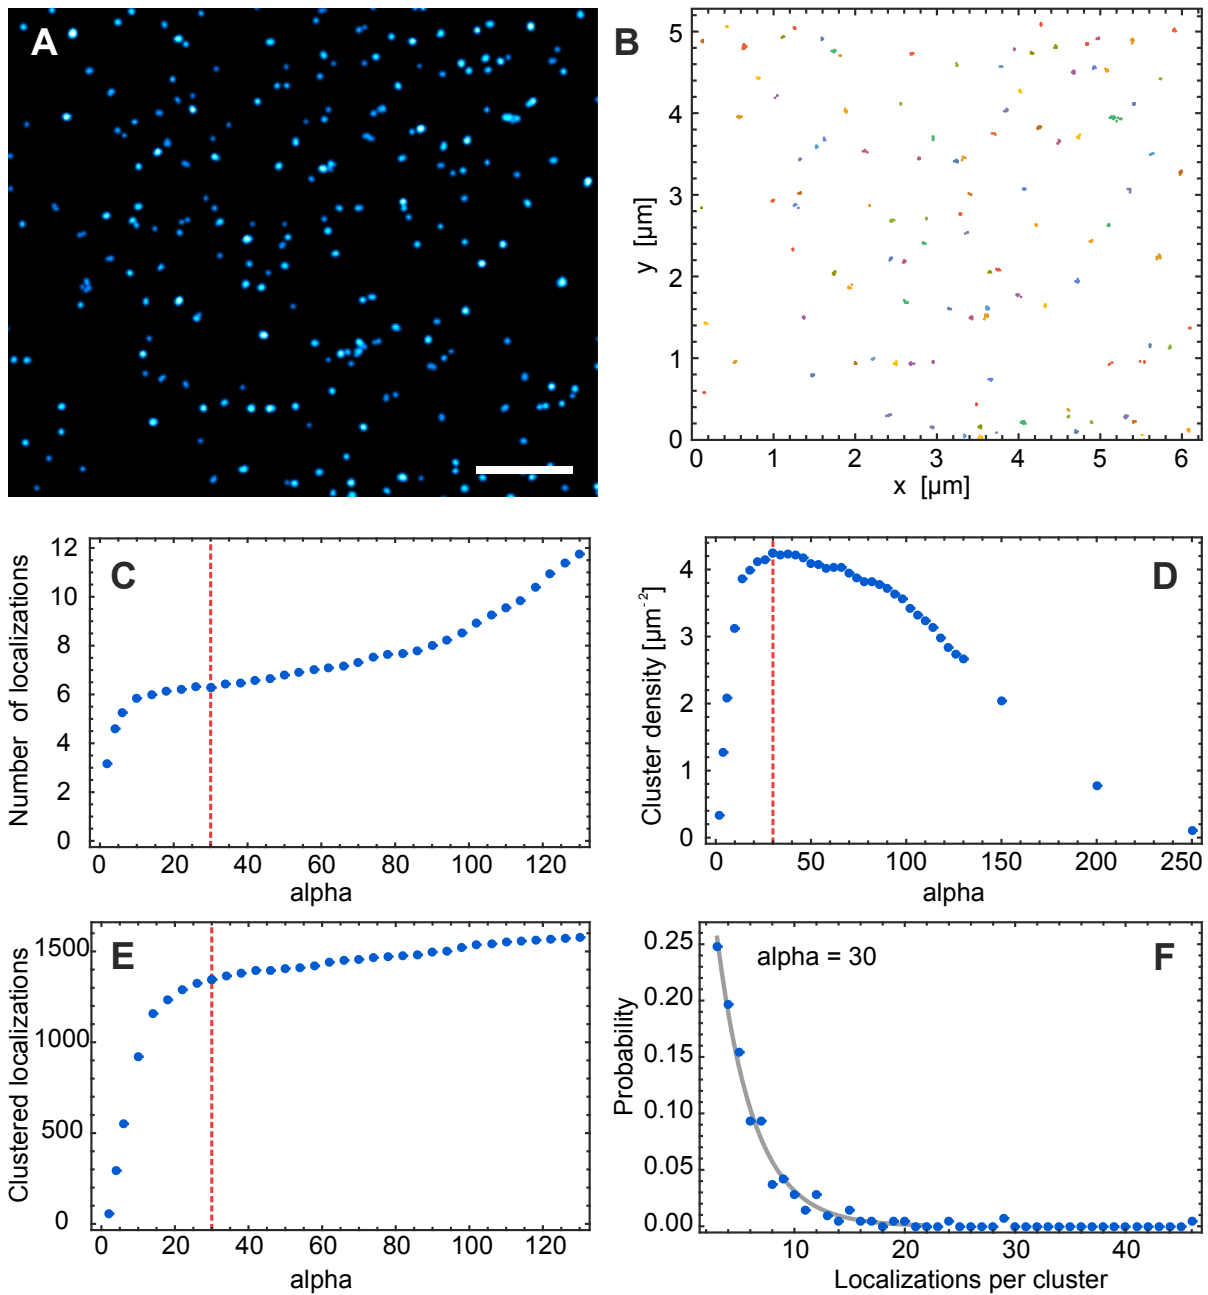 A
B
5
4
3
2
1
0
y [µm]
0 1 2 3 4 5 6
x [µm]
C
12
10
8
6
4
2
0
Number of localizations
0 20 40 60 80 100 120
alpha
D
4
3
2
1
0
Cluster density [µm⁻²]
0 50 100 150 200 250
alpha
E
1500
1000
500
0
Clustered localizations
0 20 40 60 80 100 120
alpha
alpha = 30
F
0.25
0.20
0.15
0.10
0.05
0.00
Probability
10 20 30 40
Localizations per cluster